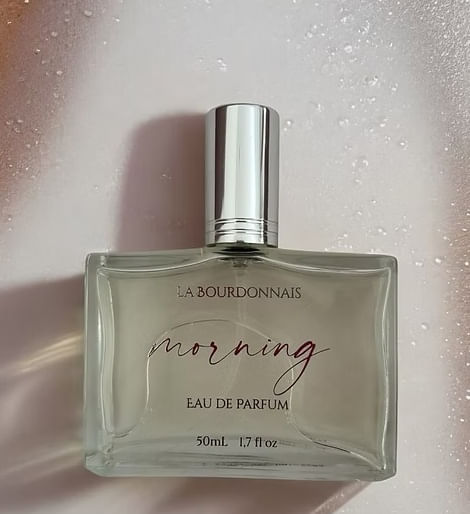 LA BOURDONNAIS
morning
EAU DE PARFUM
50mL 1,7 fl oz